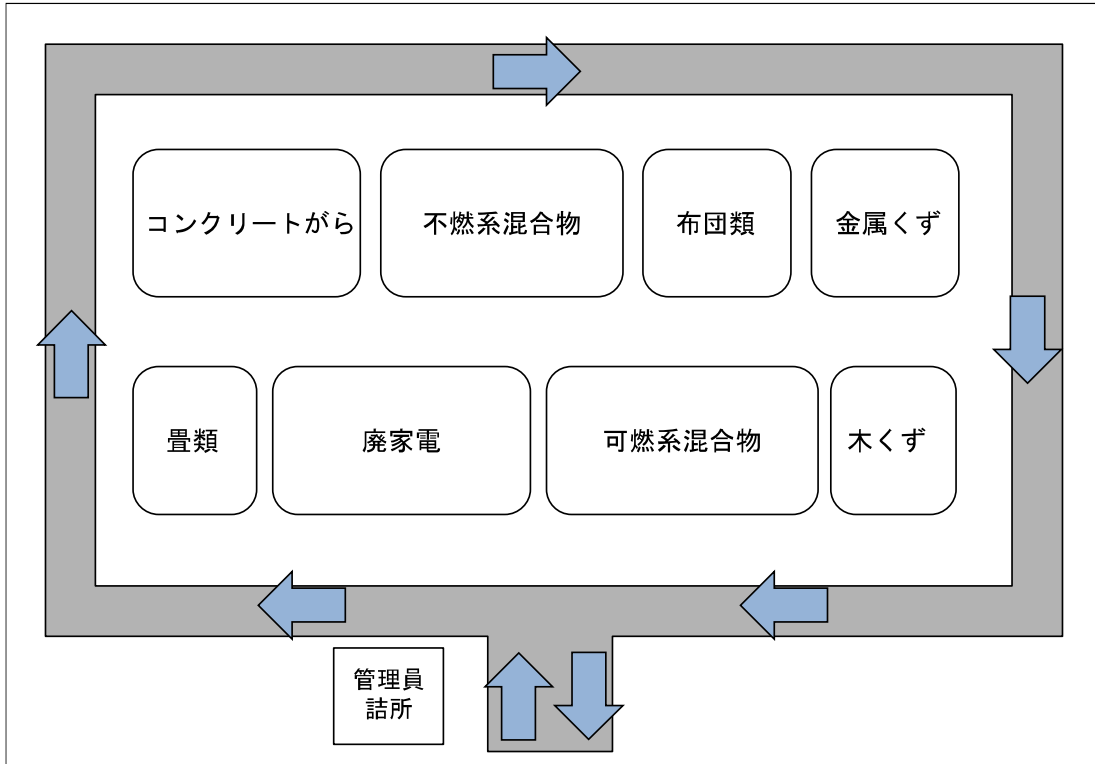 コンクリートがら
不燃系混合物
布団類
金属くず
畳類
廃家電
可燃系混合物
木くず
管理員
詰所